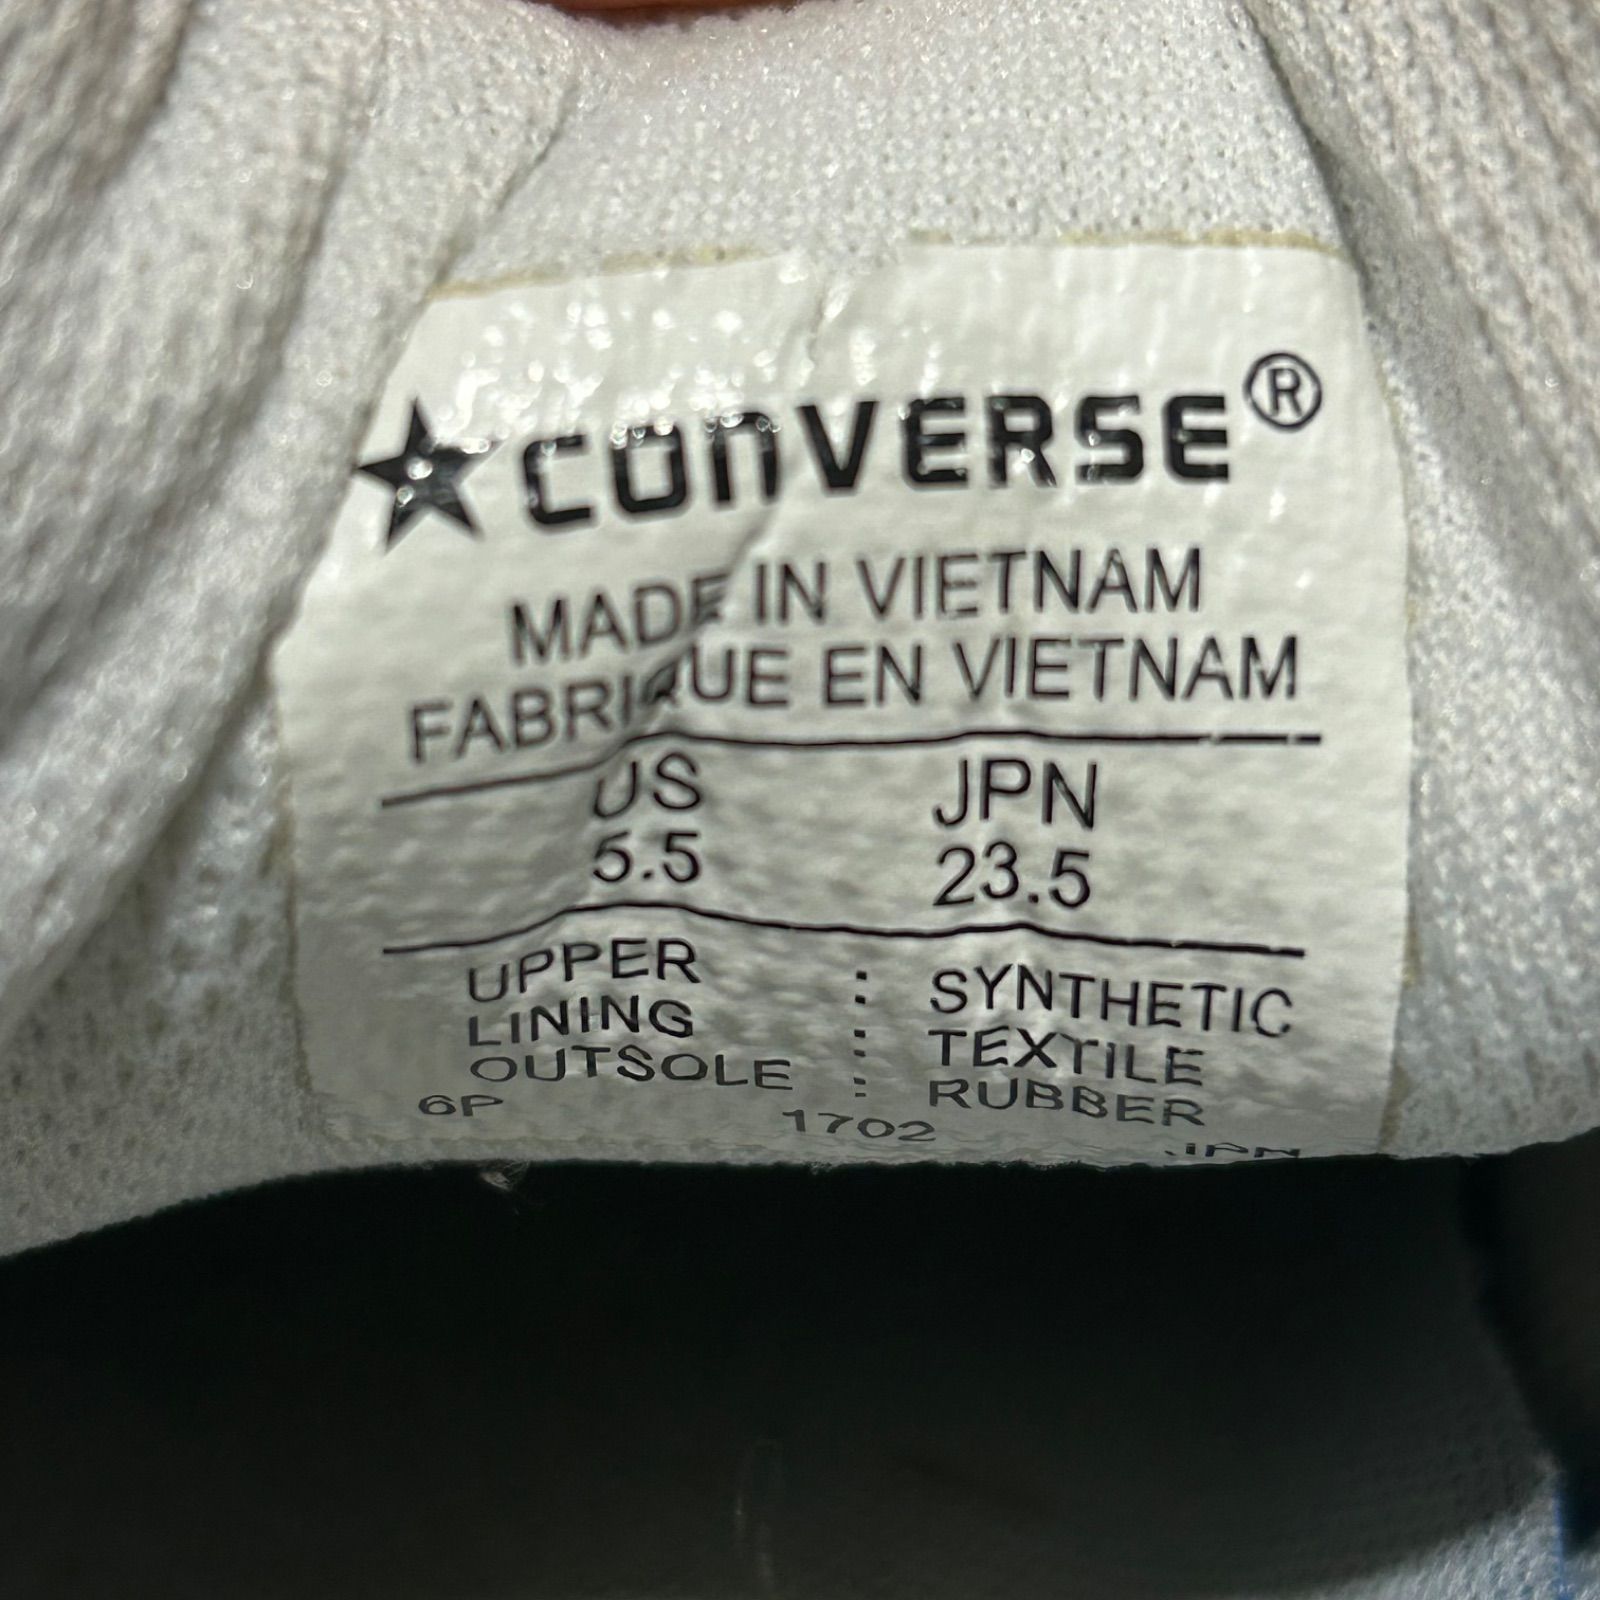 CONVERSE®
MADE IN VIETNAM
FABRIQUE EN VIETNAM
US JPN
5.5 23.5
UPPER : SYNTHETIC
LINING : TEXTILE
OUTSOLE : RUBBER
6P 1702 JPN